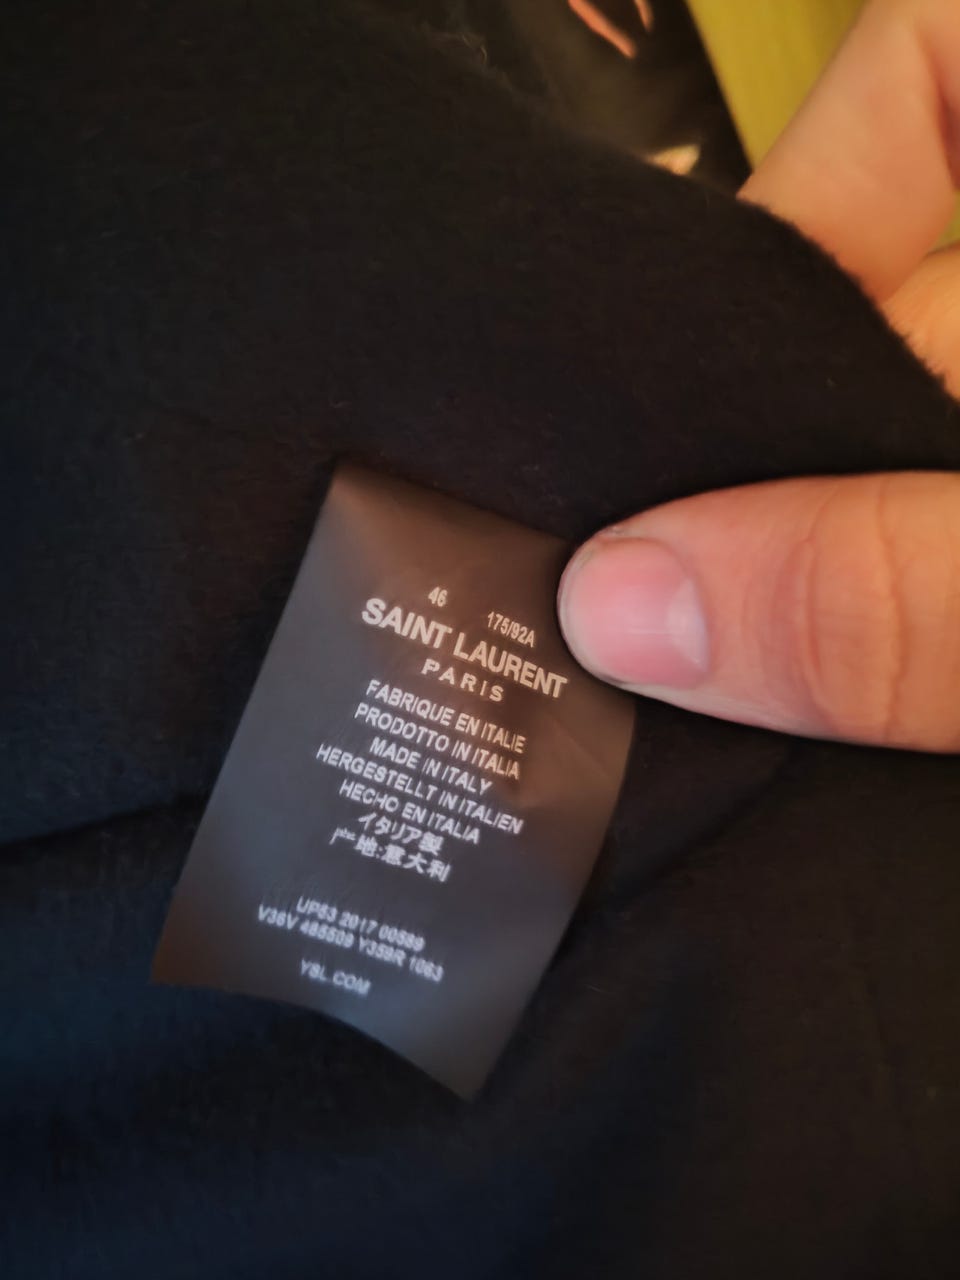 46 175/92A
SAINT LAURENT
PARIS
FABRIQUE EN ITALIE
PRODOTTO IN ITALIA
MADE IN ITALY
HERGESTELLT IN ITALIEN
HECHO EN ITALIA
イタリア製
产地:意大利
UP63 2017 00589
V36V 485509 Y359R 1063
YSL.COM